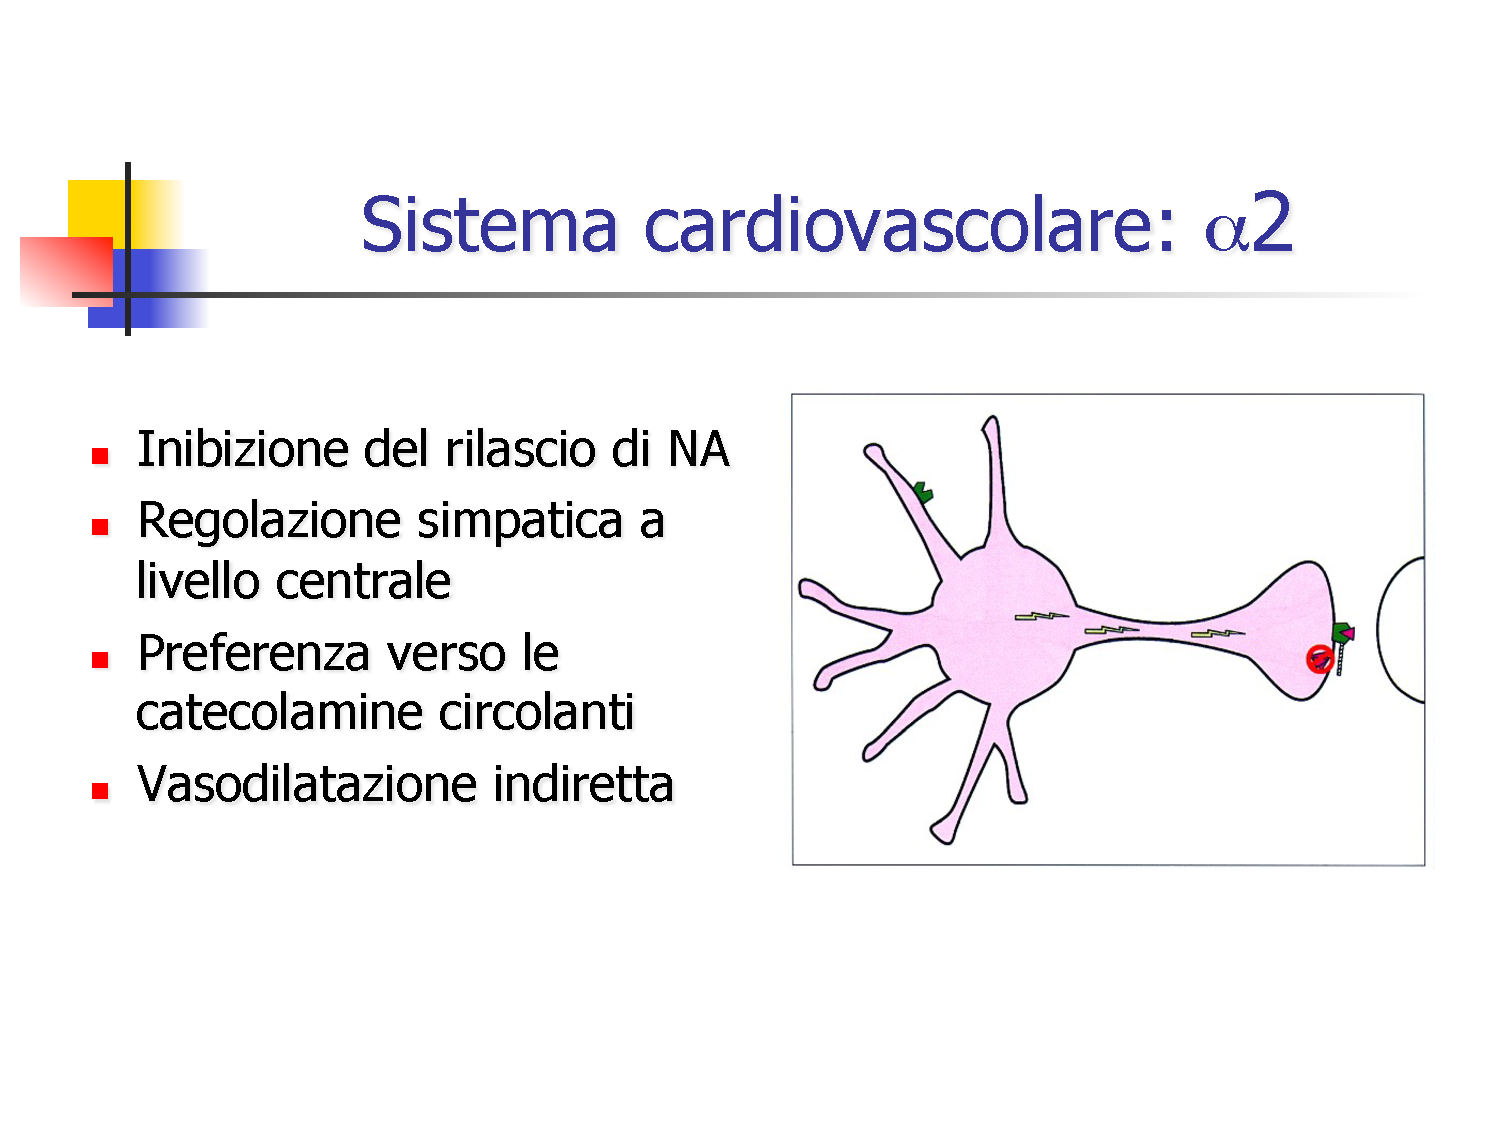 Sistema cardiovascolare: α2
Inibizione del rilascio di NA
Regolazione simpatica a
livello centrale
Preferenza verso le
catecolamine circolanti
Vasodilatazione indiretta